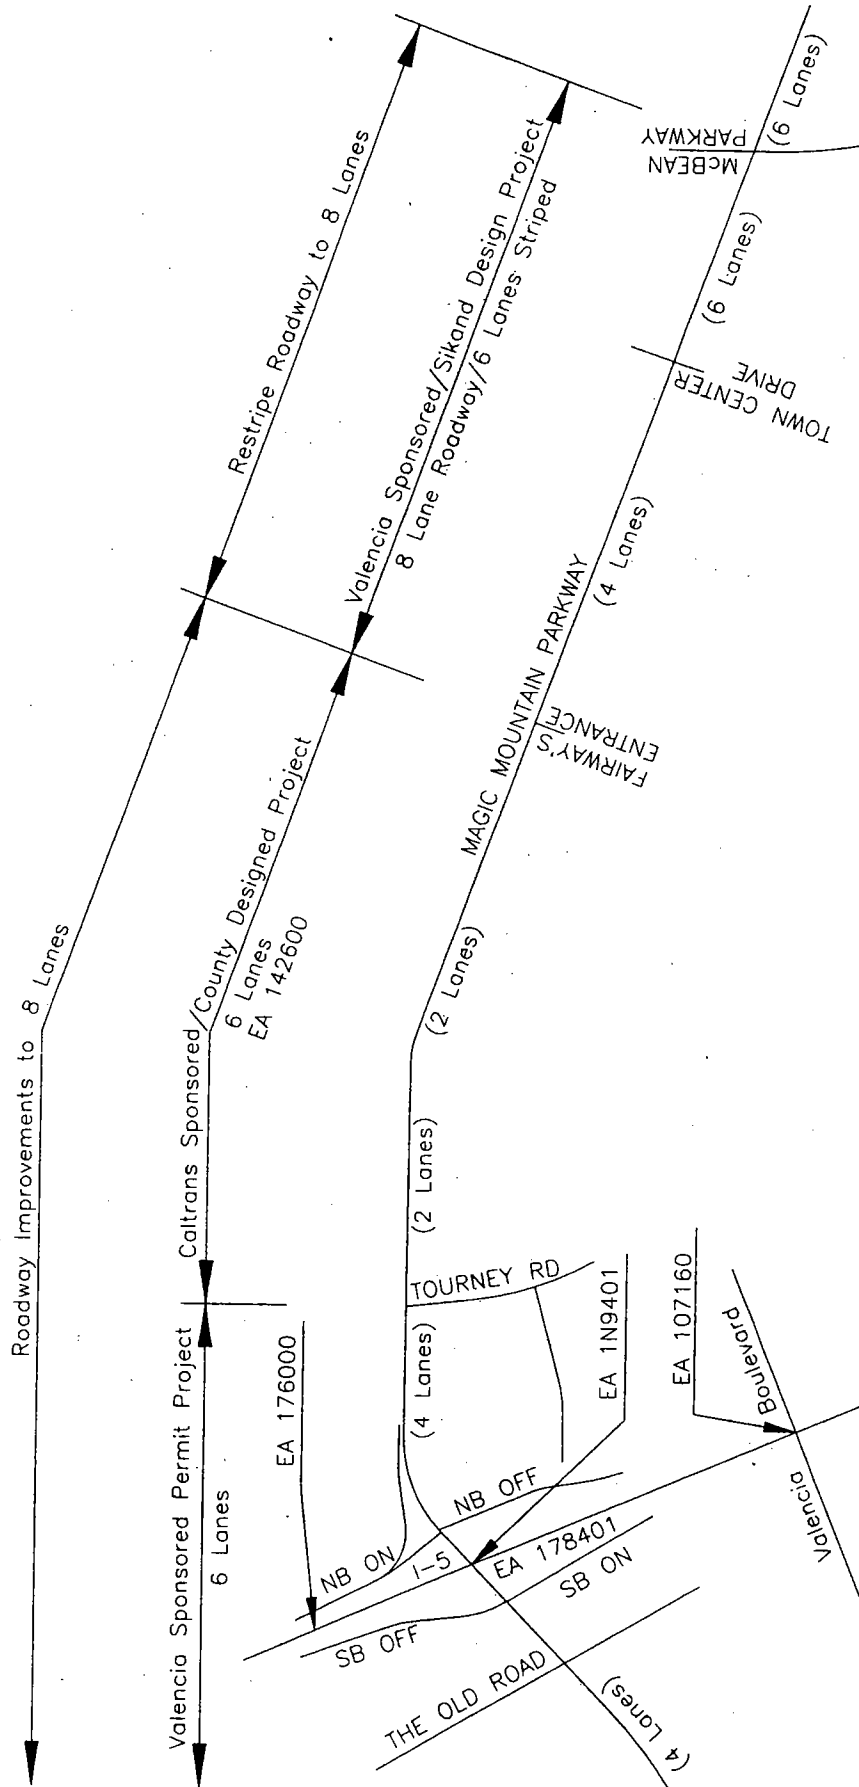 Roadway Improvements to 8 Lanes
Restripe Roadway to 8 Lanes
Valencia Sponsored Permit Project
6 Lanes
Caltrans Sponsored/County Designed Project
6 Lanes
EA 142600
Valencia Sponsored/Sikand Design Project
8 Lane Roadway/6 Lanes Striped
EA 176000
NB ON
SB OFF
I-5
NB OFF
EA 178401
SB ON
THE OLD ROAD
(4 Lanes)
(4 Lanes)
TOURNEY RD
EA 1N9401
EA 107160
Valencia
Boulevard
(2 Lanes)
(2 Lanes)
MAGIC MOUNTAIN PARKWAY
FAIRWAY'S
ENTRANCE
(4 Lanes)
TOWN CENTER
DRIVE
(6 Lanes)
McBEAN
PARKWAY
(6 Lanes)